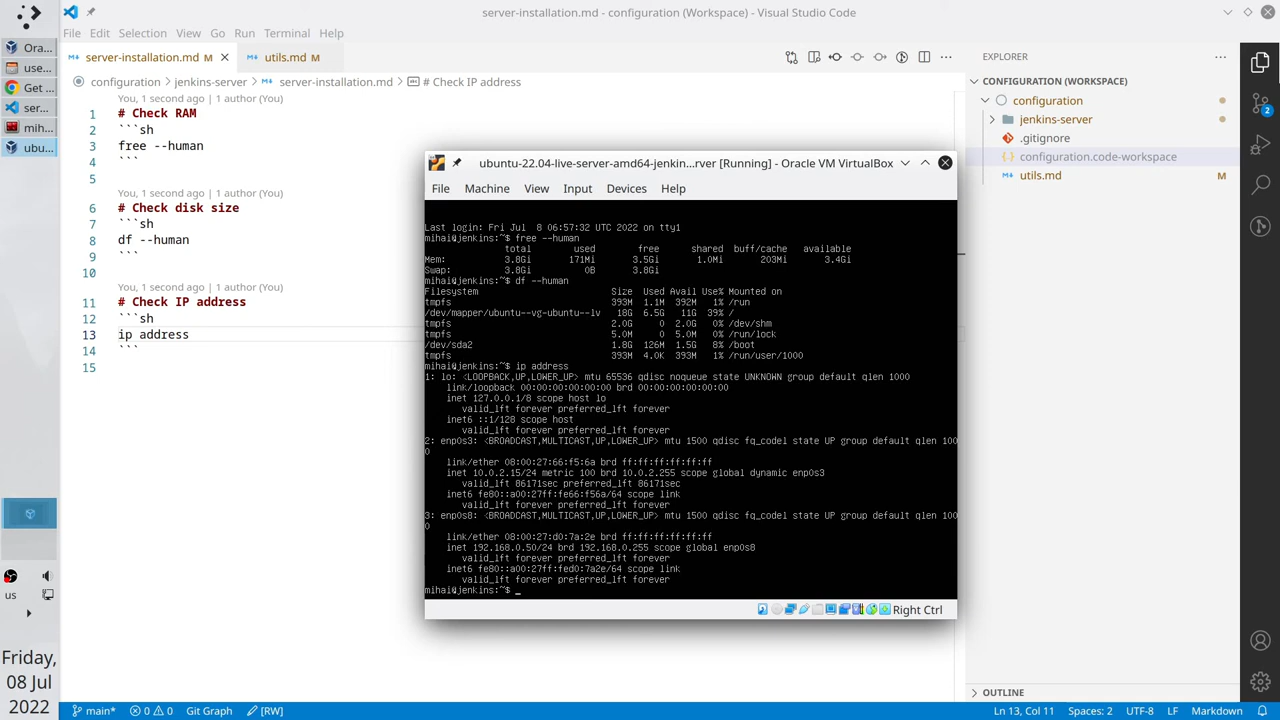 server-installation.md - configuration (Workspace) - Visual Studio Code
File Edit Selection View Go Run Terminal Help
server-installation.md M utils.md M
configuration > jenkins-server > server-installation.md > # Check IP address
You, 1 second ago | 1 author (You)
1 # Check RAM
2 ```sh
3 free --human
4 ```
5
You, 1 second ago | 1 author (You)
6 # Check disk size
7 ```sh
8 df --human
9 ```
10
You, 1 second ago | 1 author (You)
11 # Check IP address
12 ```sh
13 ip address
14 ```
15
EXPLORER
CONFIGURATION (WORKSPACE)
configuration
jenkins-server
.gitignore
configuration.code-workspace
utils.md M
OUTLINE
2
Ora...
use...
Get ...
ser...
mih...
ubu...
us
Friday,
08 Jul
2022
ubuntu-22.04-live-server-amd64-jenkin...rver [Running] - Oracle VM VirtualBox
File Machine View Input Devices Help
Last login: Fri Jul  8 06:57:32 UTC 2022 on tty1
mihai@jenkins:~$ free --human
total used free shared buff/cache available
Mem: 3.8Gi 171Mi 3.5Gi 1.0Mi 203Mi 3.4Gi
Swap: 3.8Gi 0B 3.8Gi
mihai@jenkins:~$ df --human
Filesystem Size Used Avail Use% Mounted on
tmpfs 393M 1.1M 392M 1% /run
/dev/mapper/ubuntu--vg-ubuntu--lv 18G 6.5G 11G 39% /
tmpfs 2.0G 0 2.0G 0% /dev/shm
tmpfs 5.0M 0 5.0M 0% /run/lock
/dev/sda2 1.8G 126M 1.5G 8% /boot
tmpfs 393M 4.0K 393M 1% /run/user/1000
mihai@jenkins:~$ ip address
1: lo: <LOOPBACK,UP,LOWER_UP> mtu 65536 qdisc noqueue state UNKNOWN group default qlen 1000
link/loopback 00:00:00:00:00:00 brd 00:00:00:00:00:00
inet 127.0.0.1/8 scope host lo
valid_lft forever preferred_lft forever
inet6 ::1/128 scope host
valid_lft forever preferred_lft forever
2: enp0s3: <BROADCAST,MULTICAST,UP,LOWER_UP> mtu 1500 qdisc fq_codel state UP group default qlen 100
0
link/ether 08:00:27:66:f5:6a brd ff:ff:ff:ff:ff:ff
inet 10.0.2.15/24 metric 100 brd 10.0.2.255 scope global dynamic enp0s3
valid_lft 86171sec preferred_lft 86171sec
inet6 fe80::a00:27ff:fe66:f56a/64 scope link
valid_lft forever preferred_lft forever
3: enp0s8: <BROADCAST,MULTICAST,UP,LOWER_UP> mtu 1500 qdisc fq_codel state UP group default qlen 100
0
link/ether 08:00:27:d0:7a:2e brd ff:ff:ff:ff:ff:ff
inet 192.168.0.50/24 brd 192.168.0.255 scope global enp0s8
valid_lft forever preferred_lft forever
inet6 fe80::a00:27ff:fed0:7a2e/64 scope link
valid_lft forever preferred_lft forever
mihai@jenkins:~$ _
Right Ctrl
main* 0 0 Git Graph [RW] Ln 13, Col 11 Spaces: 2 UTF-8 LF Markdown